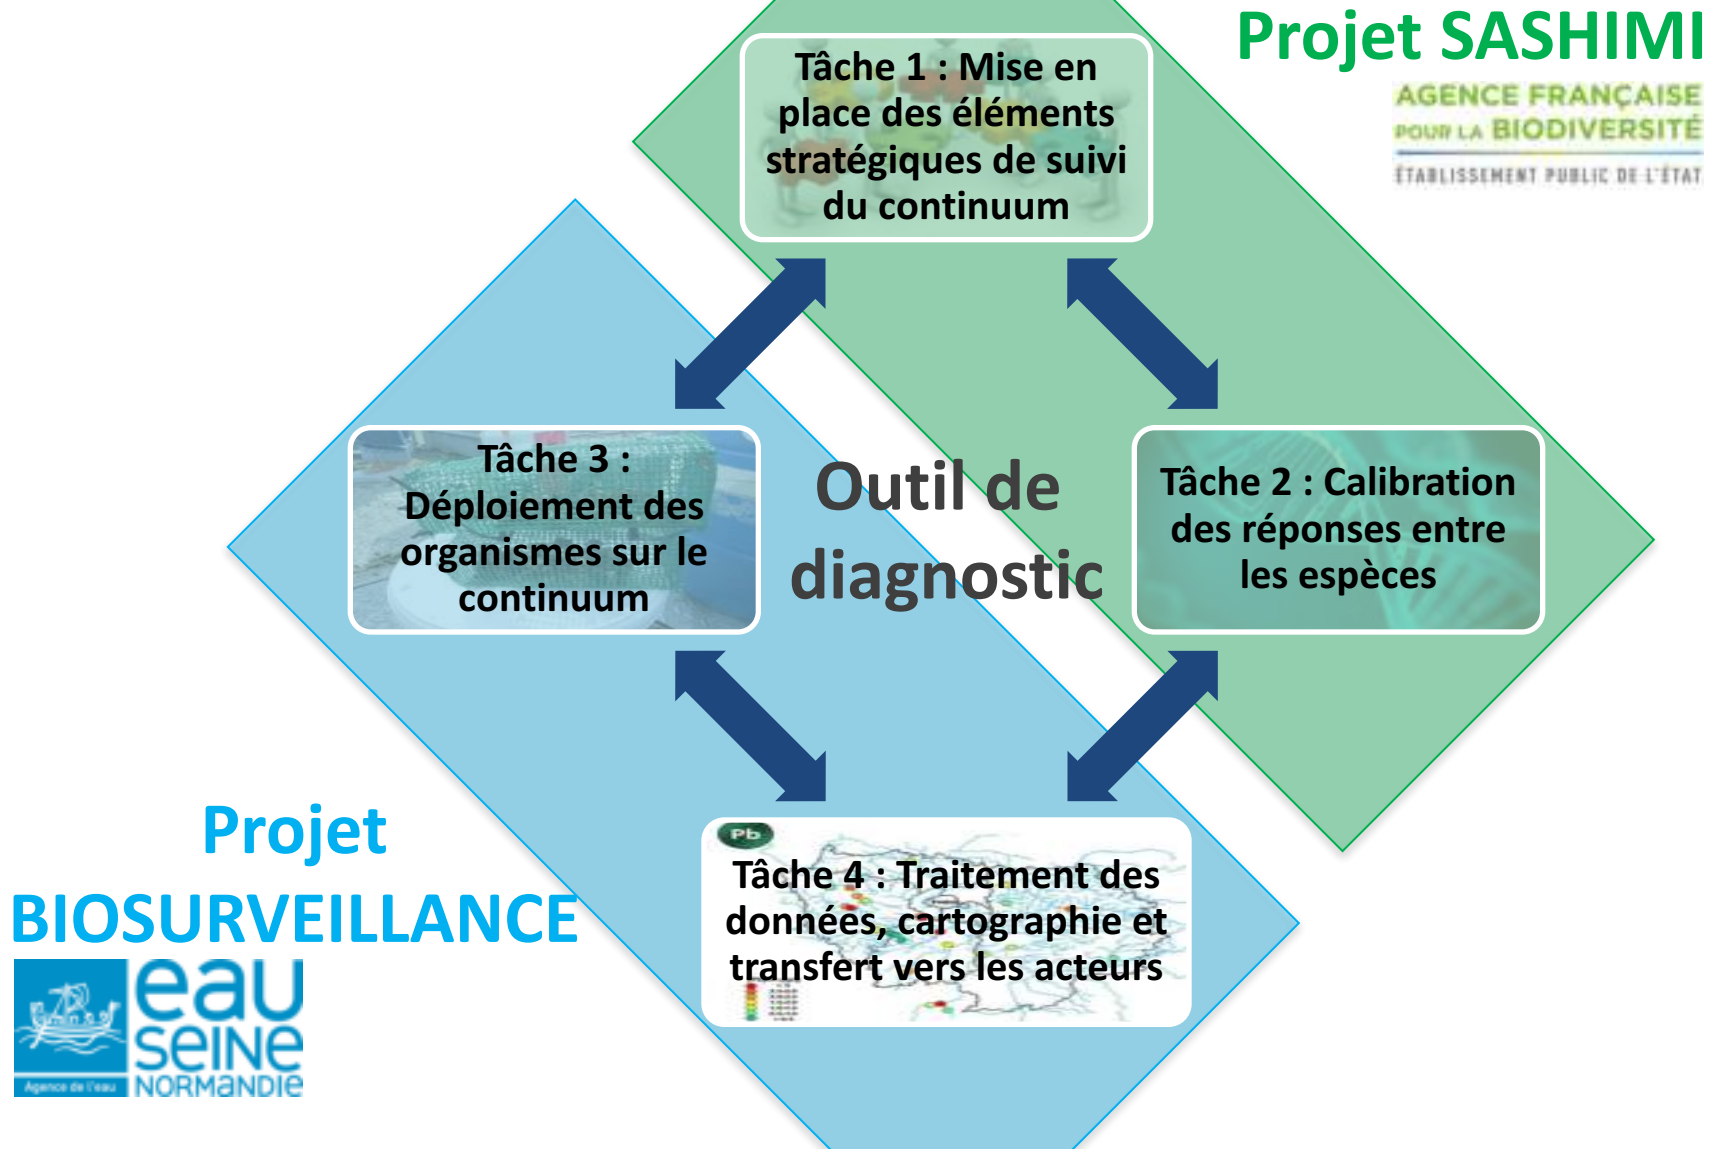 Projet SASHIMI
AGENCE FRANÇAISE
POUR LA BIODIVERSITÉ
ÉTABLISSEMENT PUBLIC DE L'ÉTAT
Tâche 1 : Mise en
place des éléments
stratégiques de suivi
du continuum
Tâche 3 :
Déploiement des
organismes sur le
continuum
Outil de
diagnostic
Tâche 2 : Calibration
des réponses entre
les espèces
Projet
BIOSURVEILLANCE
eau
seine
NORMANDIE
Agence de l'eau
Pb
Tâche 4 : Traitement des
données, cartographie et
transfert vers les acteurs